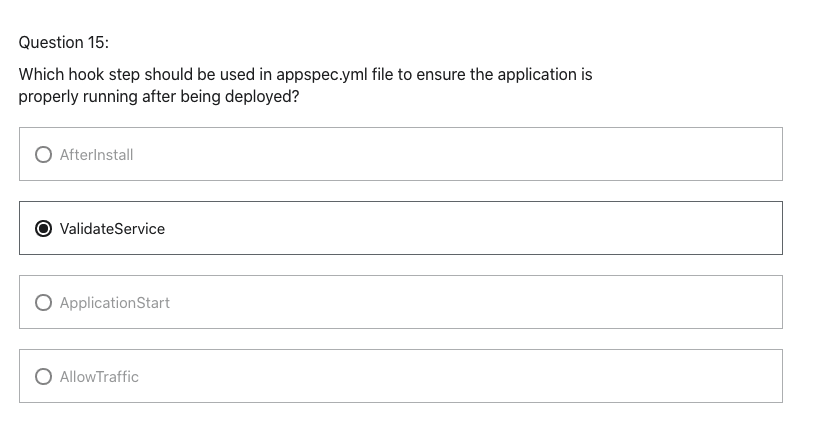 Question 15:
Which hook step should be used in appspec.yml file to ensure the application is
properly running after being deployed?
AfterInstall
ValidateService
ApplicationStart
AllowTraffic